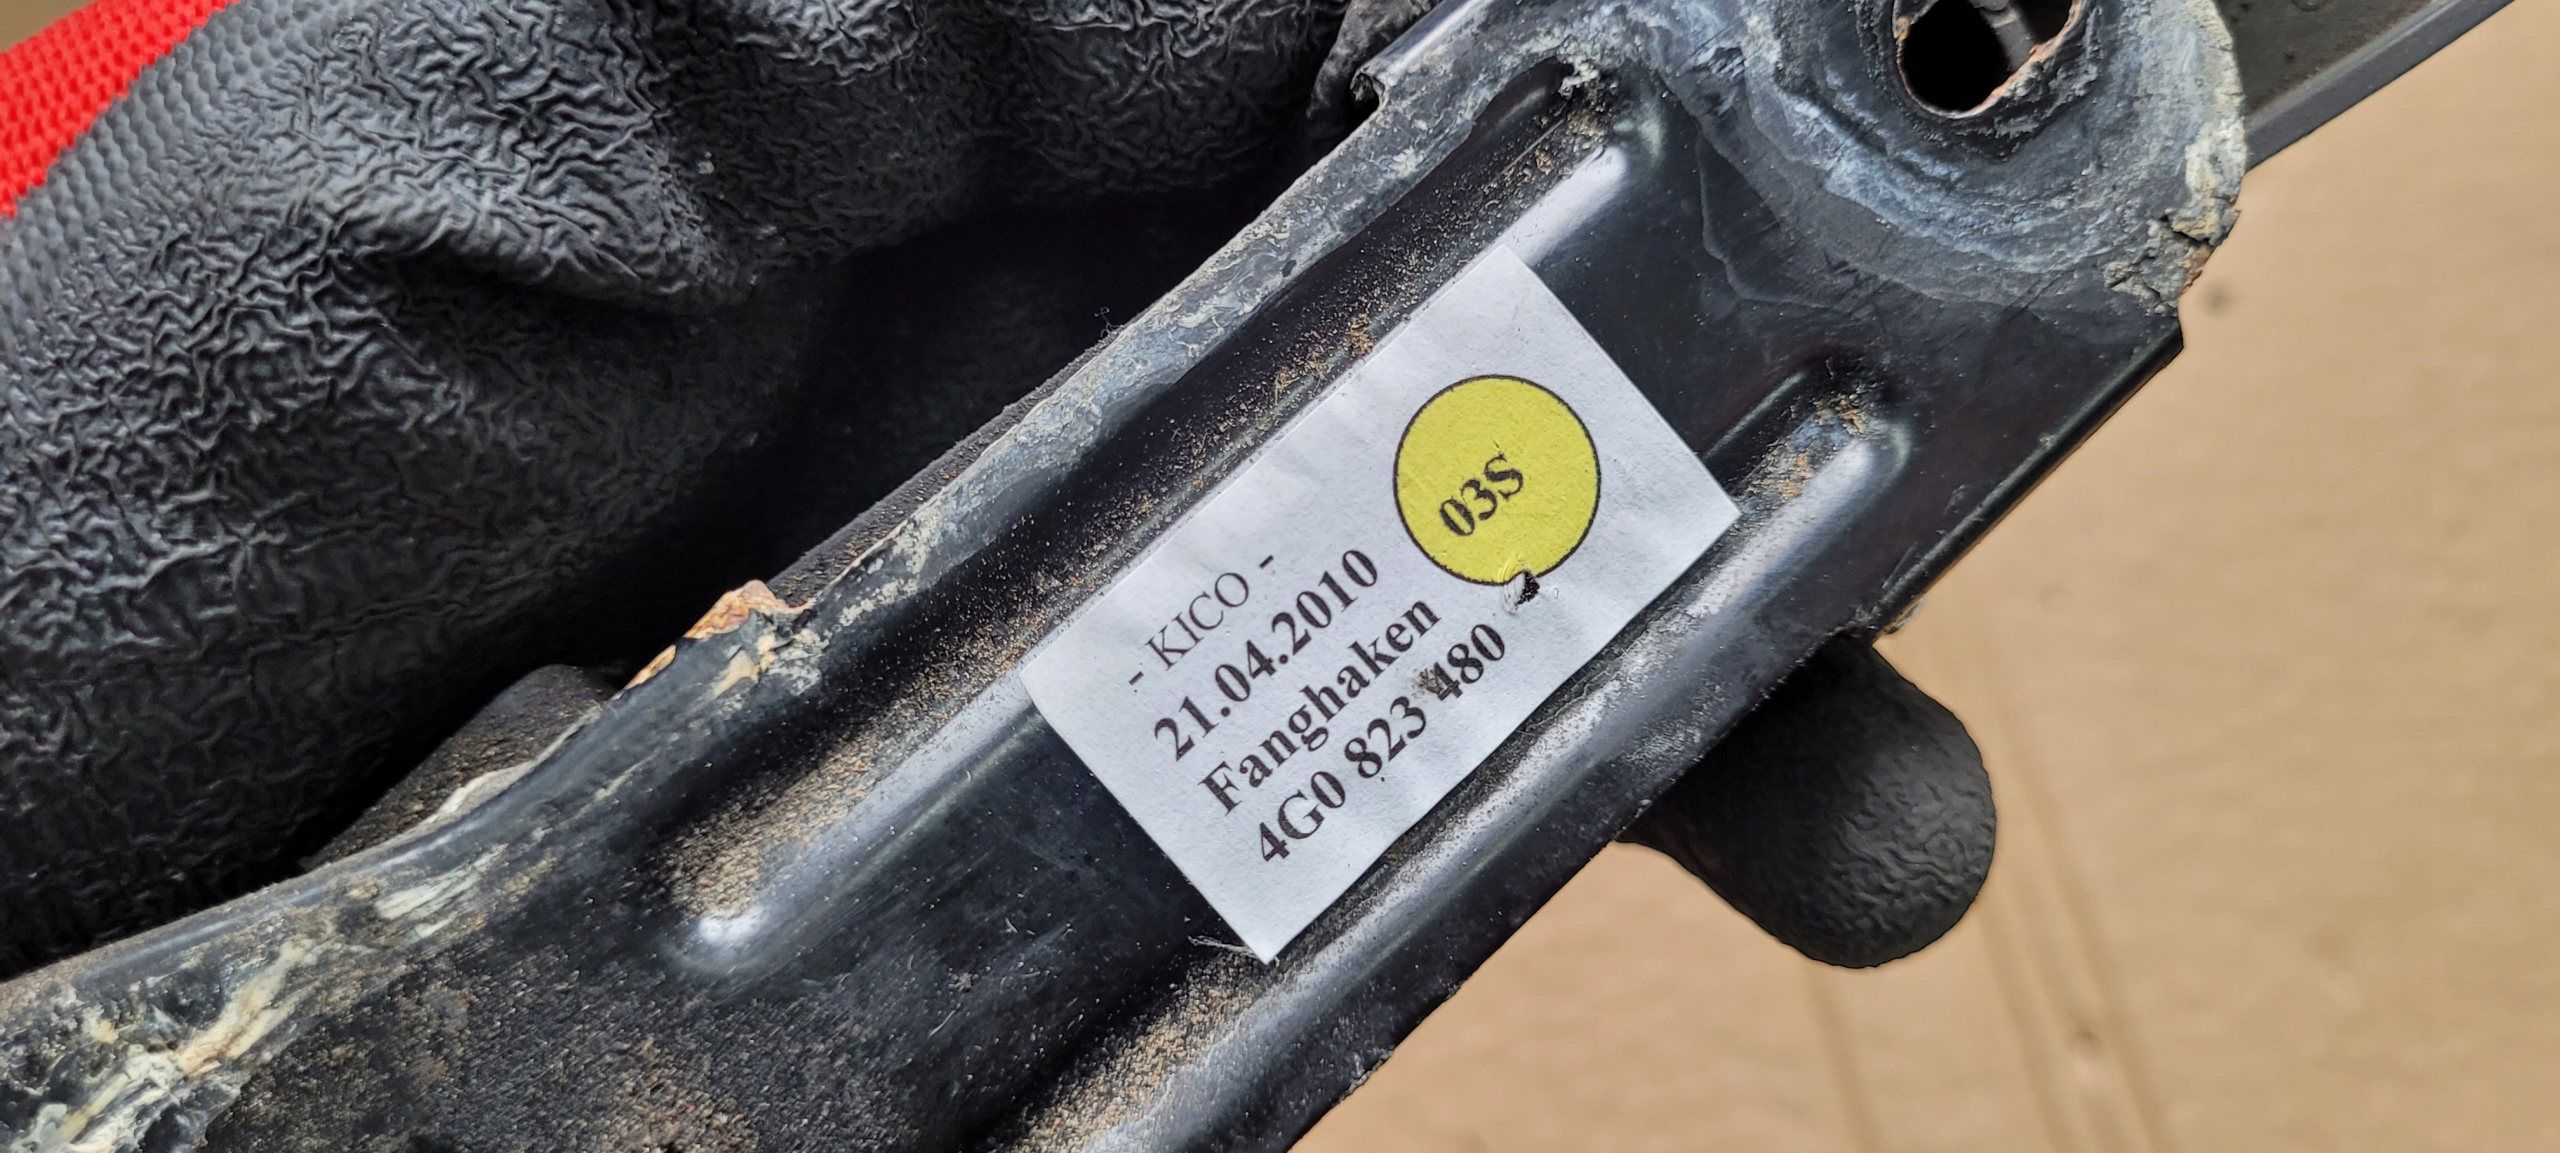 - KICO -
21.04.2010
Fanghaken
4G0 823 480
03S